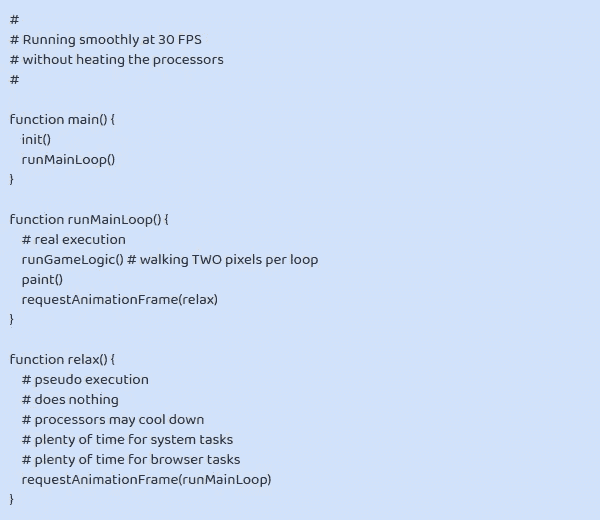 #
# Running smoothly at 30 FPS
# without heating the processors
#
function main() {
init()
runMainLoop()
}
function runMainLoop() {
# real execution
runGameLogic() # walking TWO pixels per loop
paint()
requestAnimationFrame(relax)
}
function relax() {
# pseudo execution
# does nothing
# processors may cool down
# plenty of time for system tasks
# plenty of time for browser tasks
requestAnimationFrame(runMainLoop)
}